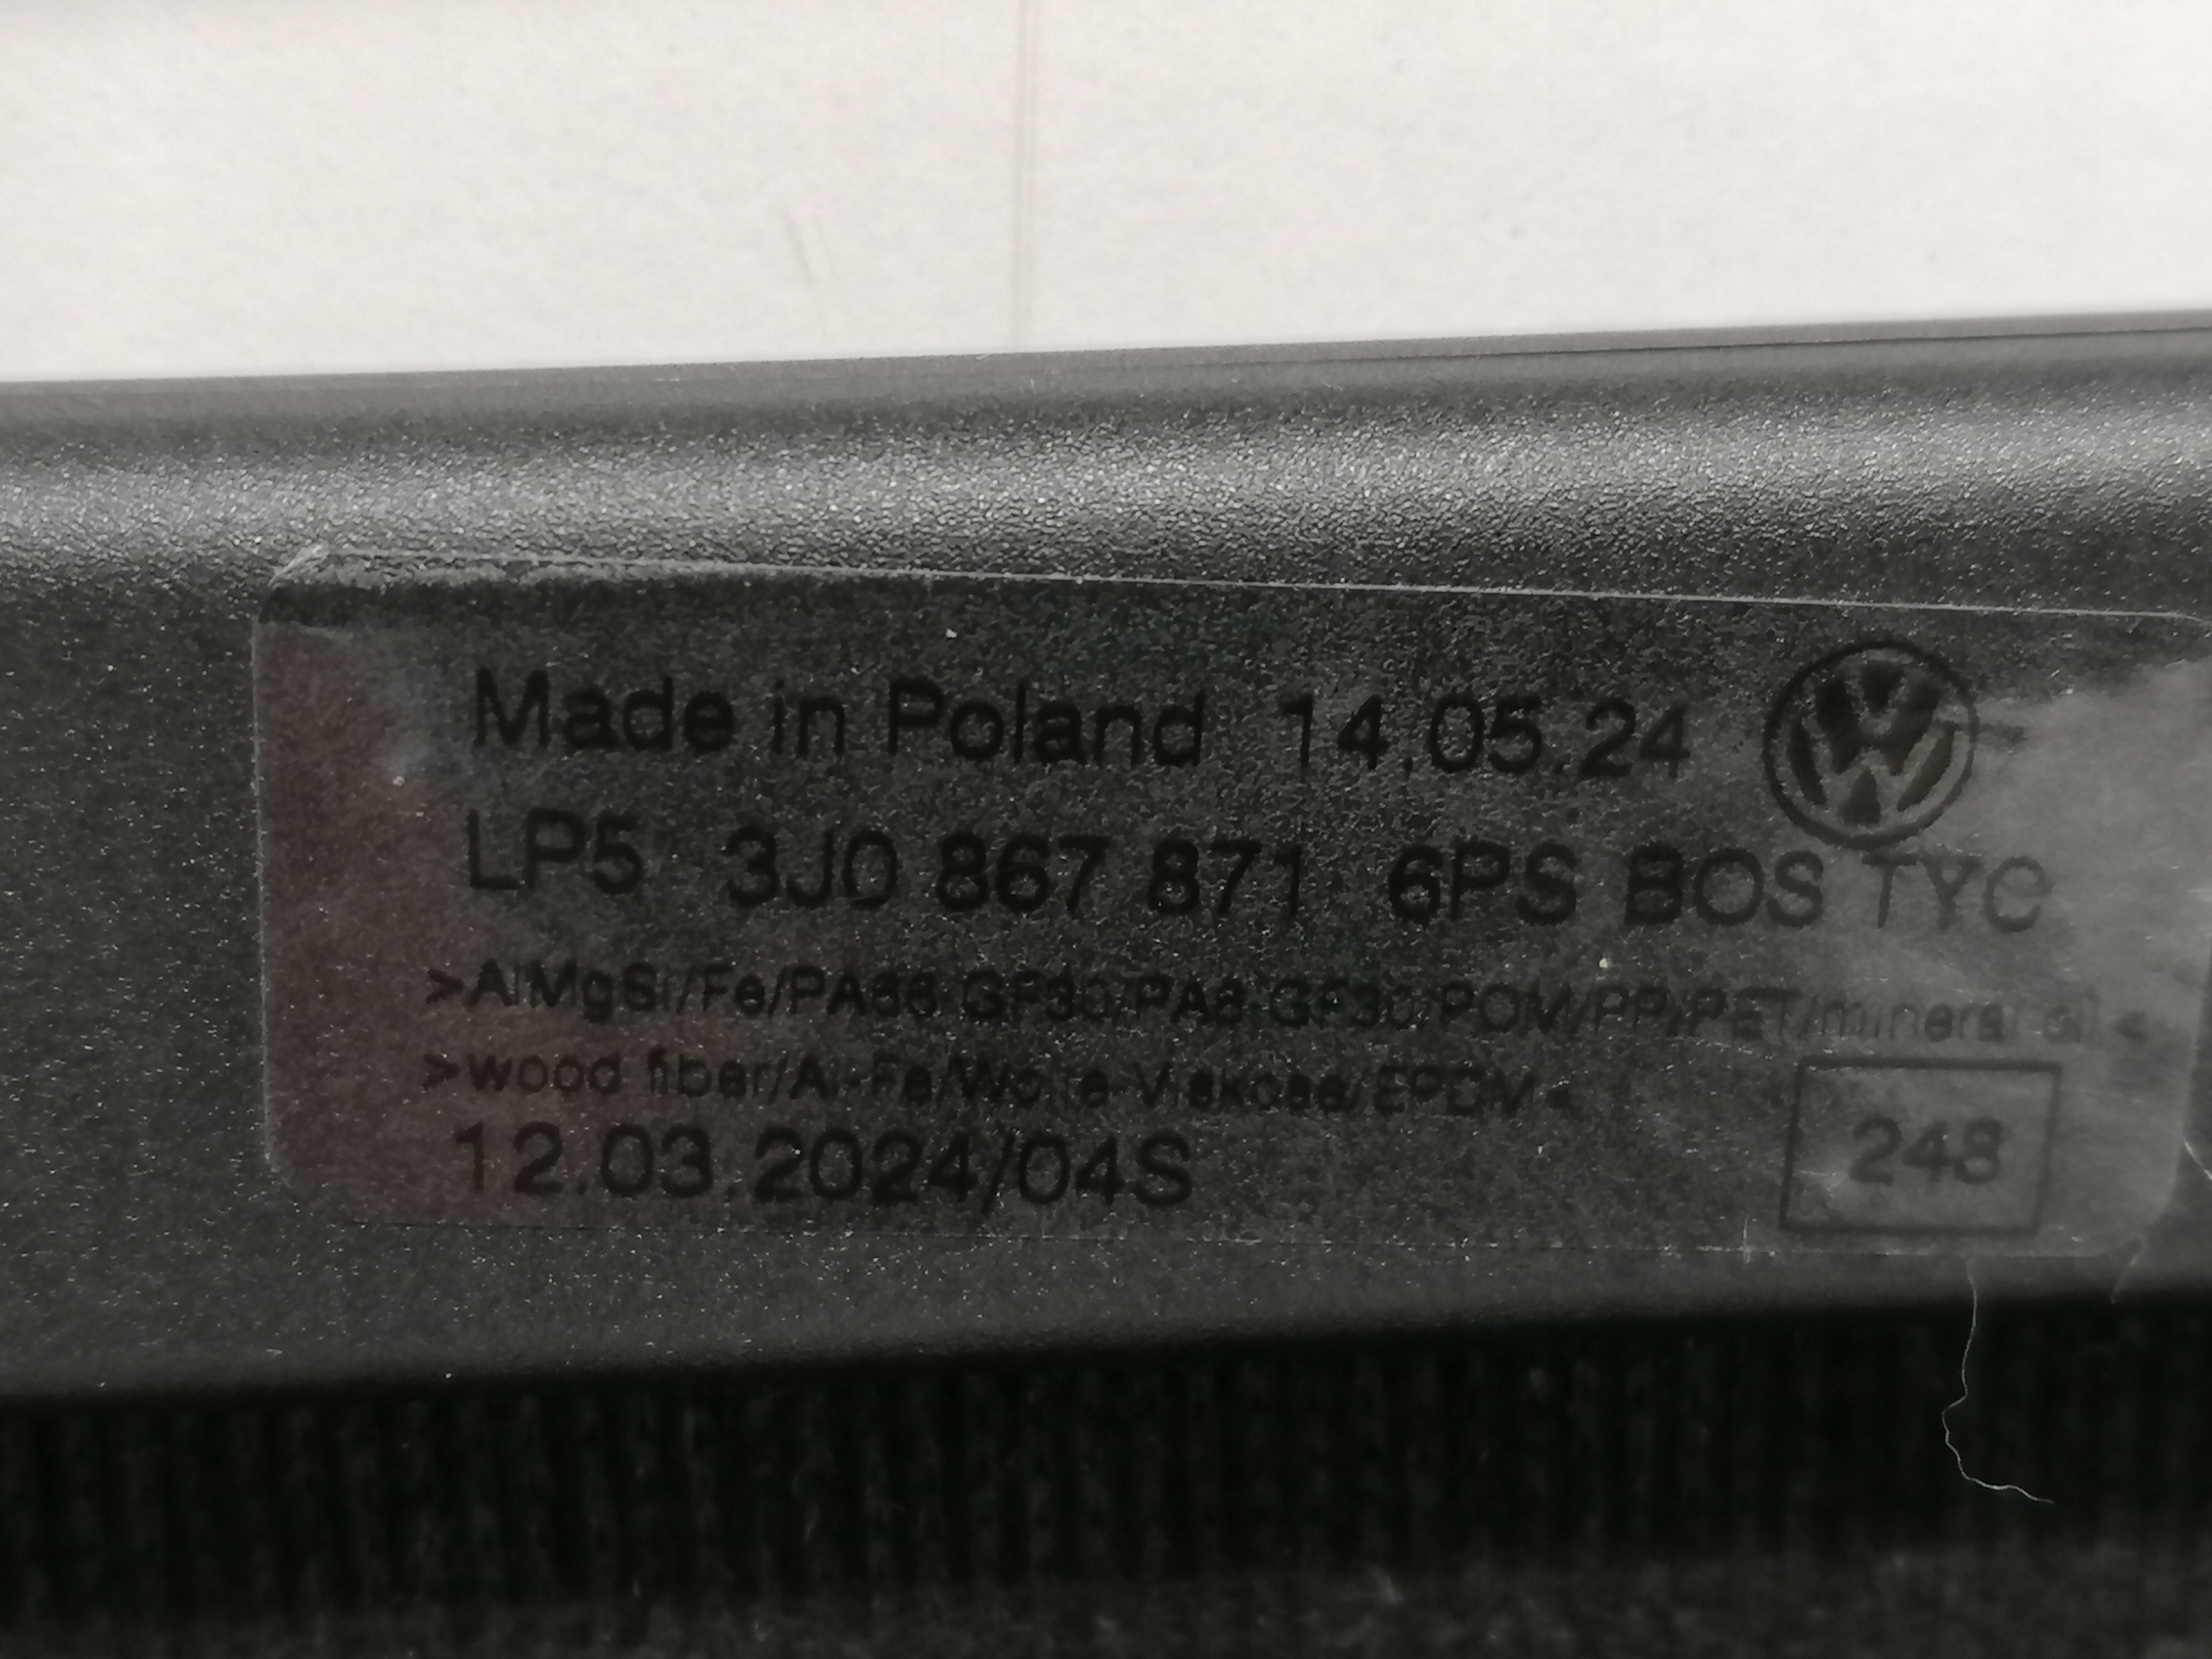 Made in Poland 14.05.24
LP5 3J0 867 871 6PS BOS TYC
>AlMgSi/Fe/PA66 GF30/PA6 GF30/POM/PP/PET/mineral oil<
>wood fiber/Al-Fe/Wolle-Viskose/EPDM<
12.03.2024/04S
248